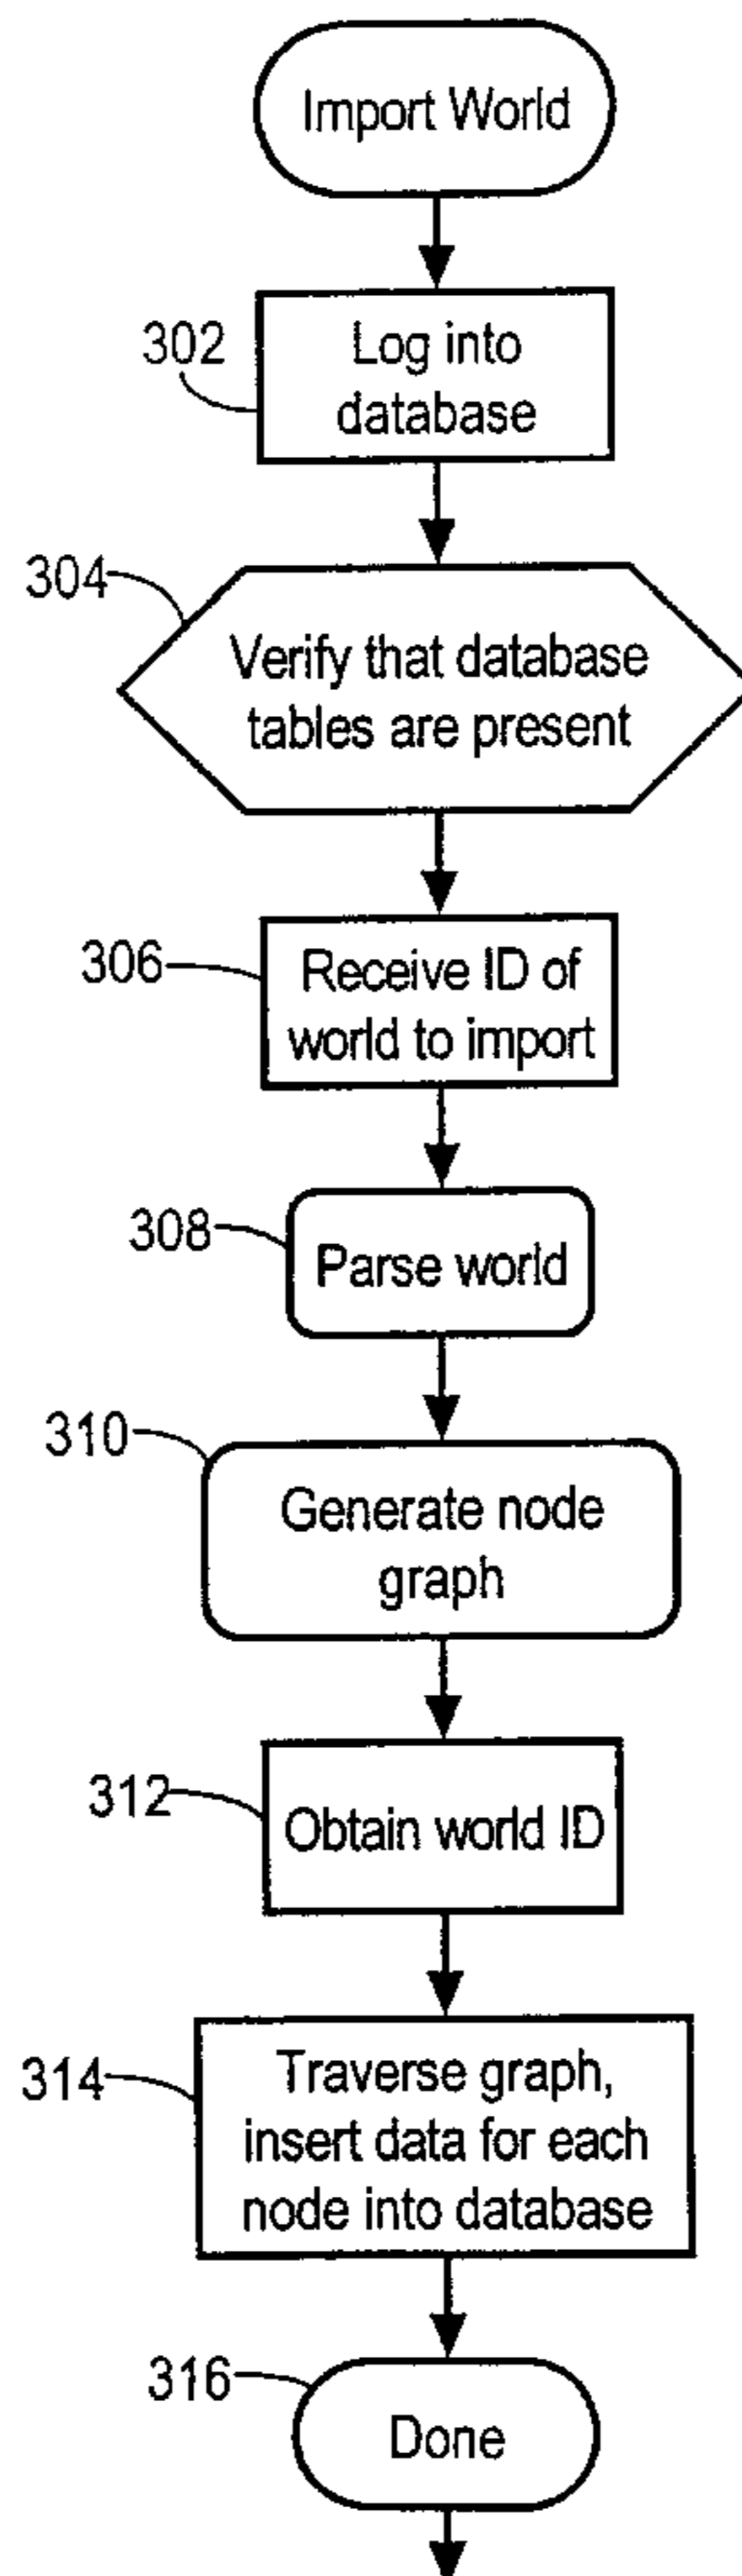 Import World
302
Log into
database
304
Verify that database
tables are present
306
Receive ID of
world to import
308
Parse world
310
Generate node
graph
312
Obtain world ID
314
Traverse graph,
insert data for each
node into database
316
Done